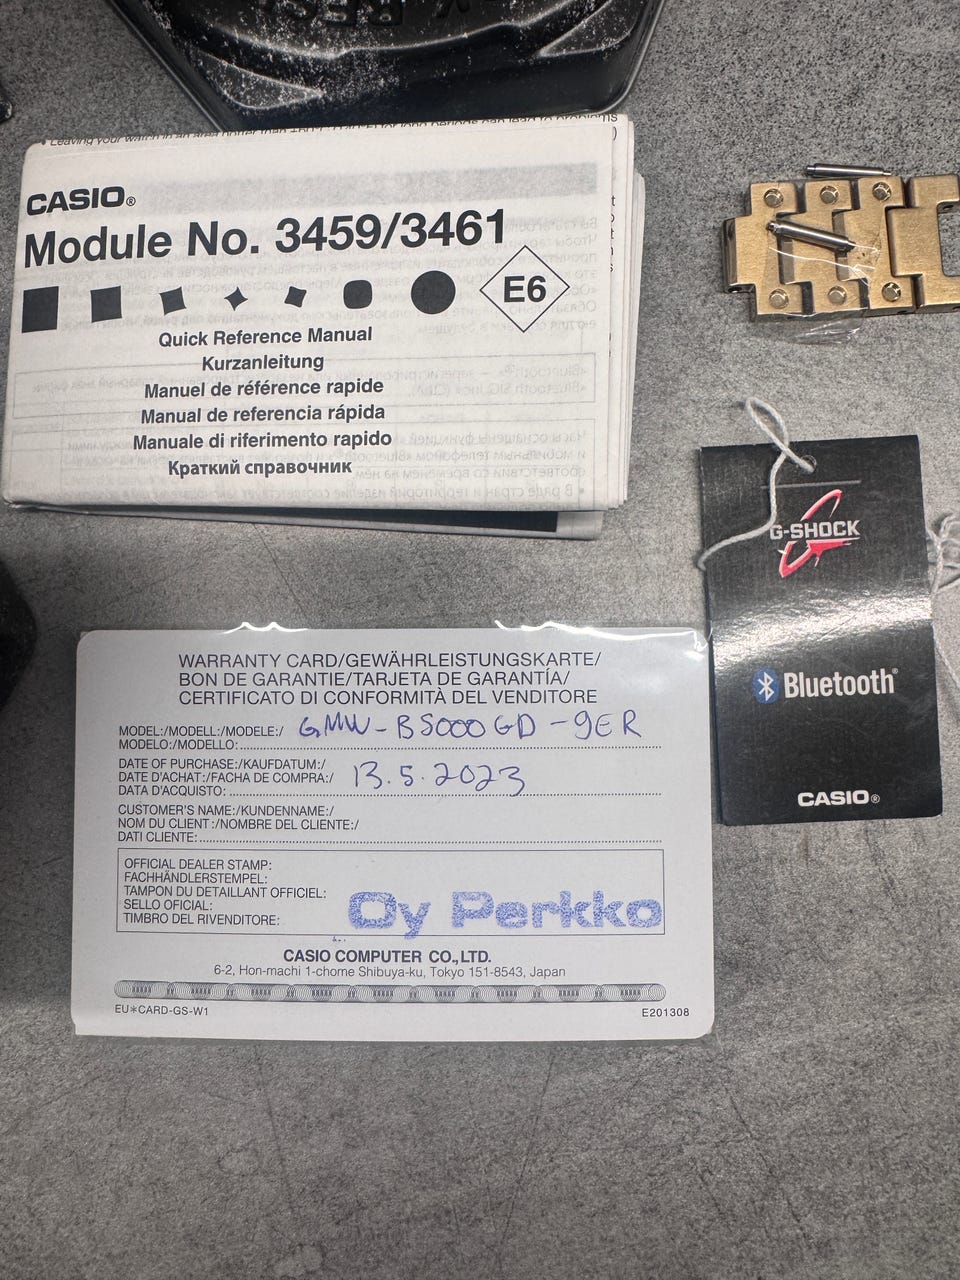 CASIO®
Module No. 3459/3461
E6
Quick Reference Manual
Kurzanleitung
Manuel de référence rapide
Manual de referencia rápida
Manuale di riferimento rapido
Краткий справочник
G-SHOCK
Bluetooth®
CASIO®
WARRANTY CARD/GEWÄHRLEISTUNGSKARTE/
BON DE GARANTIE/TARJETA DE GARANTÍA/
CERTIFICATO DI CONFORMITÀ DEL VENDITORE
MODEL:/MODELL:/MODELE:/ GMW-B5000GD-9ER
MODELO:/MODELLO:
DATE OF PURCHASE:/KAUFDATUM:/
DATE D'ACHAT:/FACHA DE COMPRA:/ 13.5.2023
DATA D'ACQUISTO:
CUSTOMER'S NAME:/KUNDENNAME:/
NOM DU CLIENT :/NOMBRE DEL CLIENTE:/
DATI CLIENTE:
OFFICIAL DEALER STAMP:
FACHHÄNDLERSTEMPEL:
TAMPON DU DETAILLANT OFFICIEL:
SELLO OFICIAL:
TIMBRO DEL RIVENDITORE:
Oy Perkko
CASIO COMPUTER CO.,LTD.
6-2, Hon-machi 1-chome Shibuya-ku, Tokyo 151-8543, Japan
EU*CARD-GS-W1
E201308